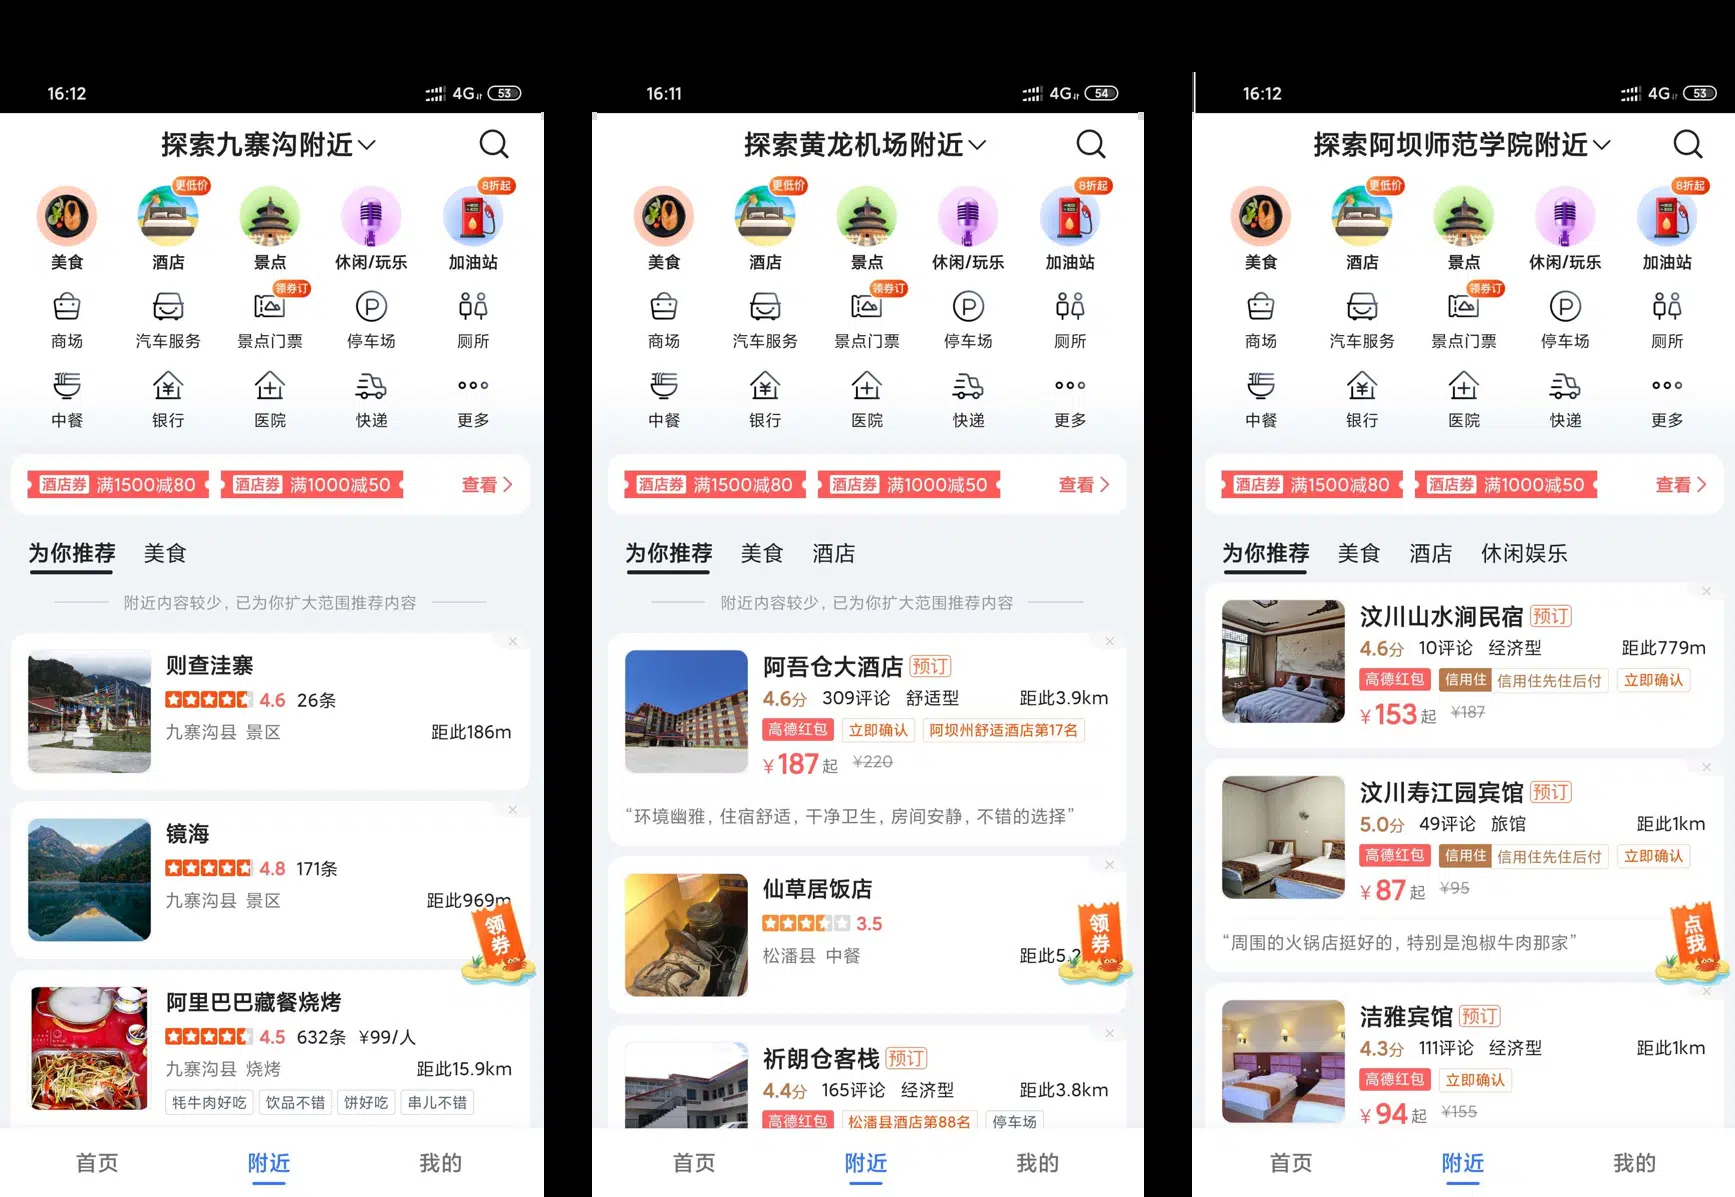 16:12
4G
53
探索九寨沟附近
更低价
8折起
美食
酒店
景点
休闲/玩乐
加油站
领券订
商场
汽车服务
景点门票
停车场
厕所
中餐
银行
医院
快递
更多
酒店券 满1500减80
酒店券 满1000减50
查看
为你推荐
美食
附近内容较少, 已为你扩大范围推荐内容
则查洼寨
4.6 26条
九寨沟县 景区
距此186m
镜海
4.8 171条
九寨沟县 景区
距此969m
领券
阿里巴巴藏餐烧烤
4.5 632条 ¥99/人
九寨沟县 烧烤
距此15.9km
牦牛肉好吃
饮品不错
饼好吃
串儿不错
首页
附近
我的
16:11
4G
54
探索黄龙机场附近
更低价
8折起
美食
酒店
景点
休闲/玩乐
加油站
领券订
商场
汽车服务
景点门票
停车场
厕所
中餐
银行
医院
快递
更多
酒店券 满1500减80
酒店券 满1000减50
查看
为你推荐
美食
酒店
附近内容较少, 已为你扩大范围推荐内容
阿吾仓大酒店 预订
4.6分 309评论 舒适型
距此3.9km
高德红包
立即确认
阿坝州舒适酒店第17名
¥187起 ¥220
“环境幽雅, 住宿舒适, 干净卫生, 房间安静, 不错的选择”
仙草居饭店
3.5
松潘县 中餐
距此5.2
领券
祈朗仓客栈 预订
4.4分 165评论 经济型
距此3.8km
高德红包
松潘县酒店第88名
停车场
首页
附近
我的
16:12
4G
53
探索阿坝师范学院附近
更低价
8折起
美食
酒店
景点
休闲/玩乐
加油站
领券订
商场
汽车服务
景点门票
停车场
厕所
中餐
银行
医院
快递
更多
酒店券 满1500减80
酒店券 满1000减50
查看
为你推荐
美食
酒店
休闲娱乐
汶川山水涧民宿 预订
4.6分 10评论 经济型
距此779m
高德红包
信用住 信用住先住后付
立即确认
¥153起 ¥187
汶川寿江园宾馆 预订
5.0分 49评论 旅馆
距此1km
高德红包
信用住 信用住先住后付
立即确认
¥87起 ¥95
“周围的火锅店挺好的, 特别是泡椒牛肉那家”
点我
洁雅宾馆 预订
4.3分 111评论 经济型
距此1km
高德红包
立即确认
¥94起 ¥155
首页
附近
我的